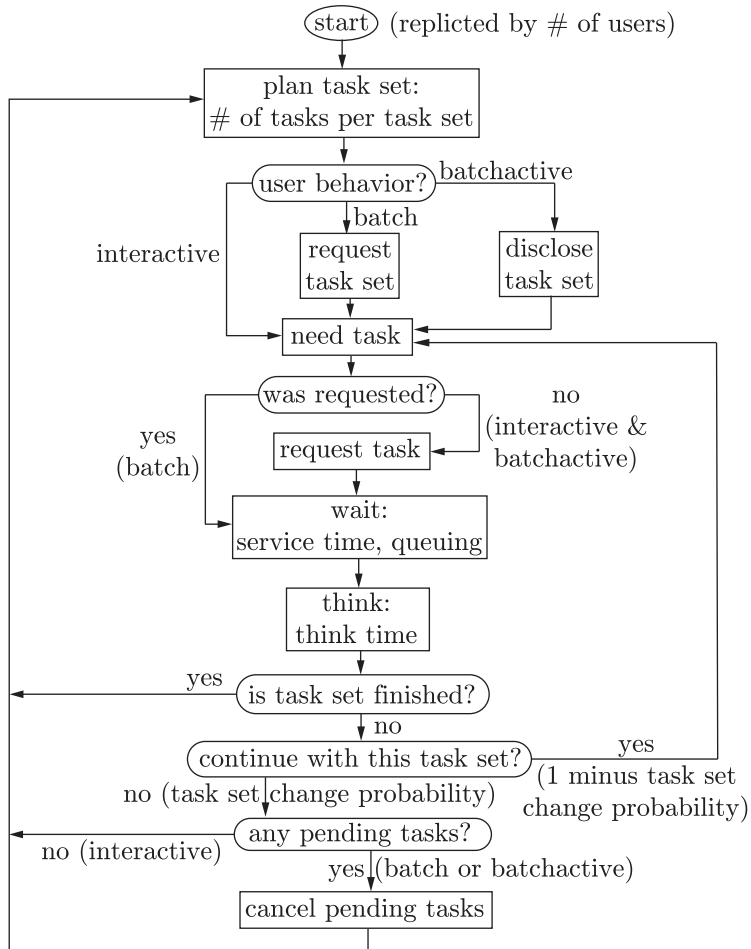 start (replicted by # of users)
plan task set:
# of tasks per task set
user behavior?
batchactive
batch
interactive
request
task set
disclose
task set
need task
was requested?
no
(interactive &
batchactive)
yes
(batch)
request task
wait:
service time, queuing
think:
think time
yes
is task set finished?
no
continue with this task set?
yes
(1 minus task set
change probability)
no (task set change probability)
any pending tasks?
no (interactive)
yes (batch or batchactive)
cancel pending tasks